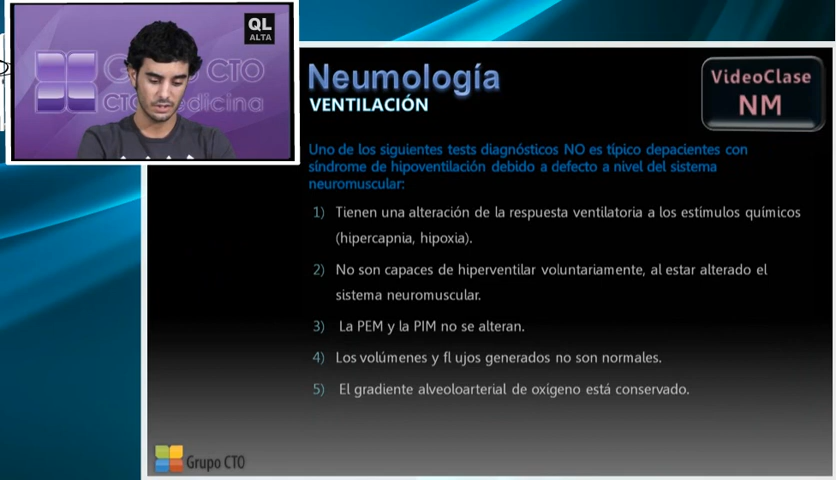 QL
ALTA
Grupo CTO
CTO Medicina
Neumología
VENTILACIÓN
VideoClase
NM
Uno de los siguientes tests diagnósticos NO es típico depacientes con
síndrome de hipoventilación debido a defecto a nivel del sistema
neuromuscular:
1) Tienen una alteración de la respuesta ventilatoria a los estímulos químicos
(hipercapnia, hipoxia).
2) No son capaces de hiperventilar voluntariamente, al estar alterado el
sistema neuromuscular.
3) La PEM y la PIM no se alteran.
4) Los volúmenes y fl ujos generados no son normales.
5) El gradiente alveoloarterial de oxígeno está conservado.
Grupo CTO